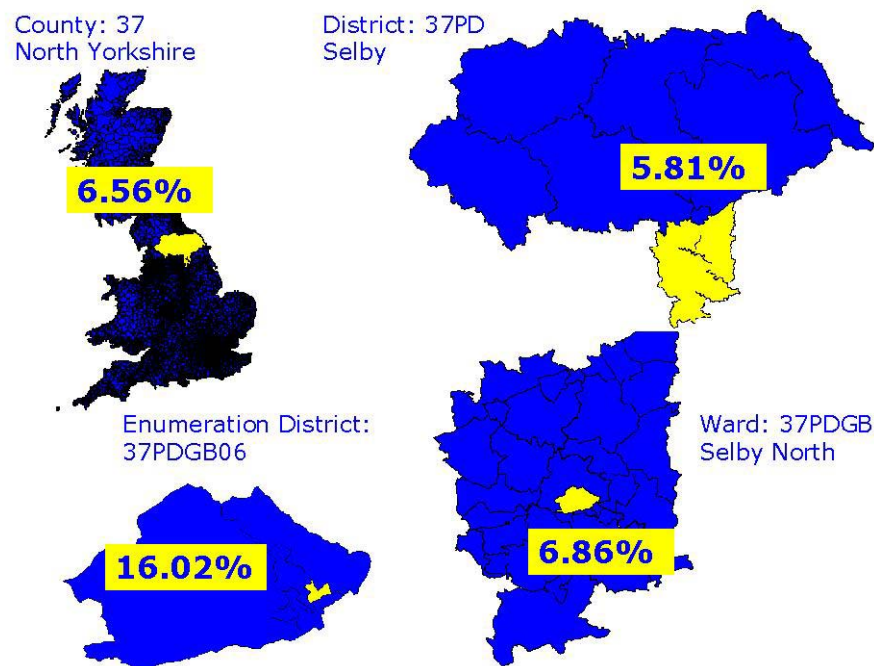 County: 37
North Yorkshire
6.56%
District: 37PD
Selby
5.81%
Enumeration District:
37PDGB06
16.02%
Ward: 37PDGB
Selby North
6.86%